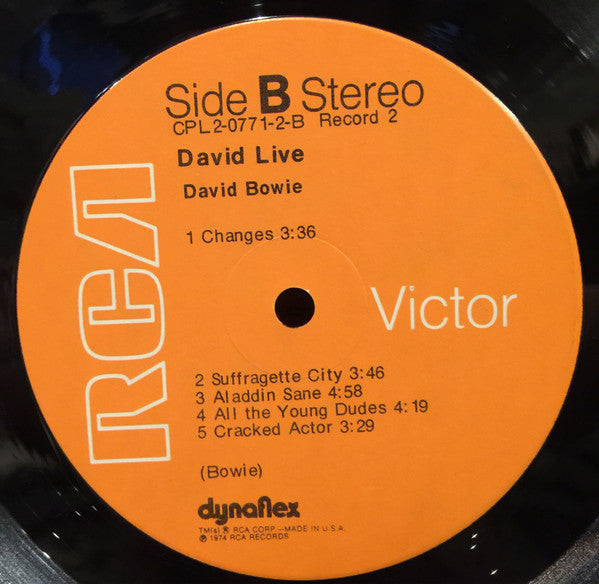 Side B Stereo
CPL2-0771-2-B Record 2
David Live
David Bowie
1 Changes 3:36
RCA
Victor
2 Suffragette City 3:46
3 Aladdin Sane 4:58
4 All the Young Dudes 4:19
5 Cracked Actor 3:29
(Bowie)
dynaflex
TM(s) ® RCA CORP.—MADE IN U.S.A.
℗ 1974 RCA RECORDS